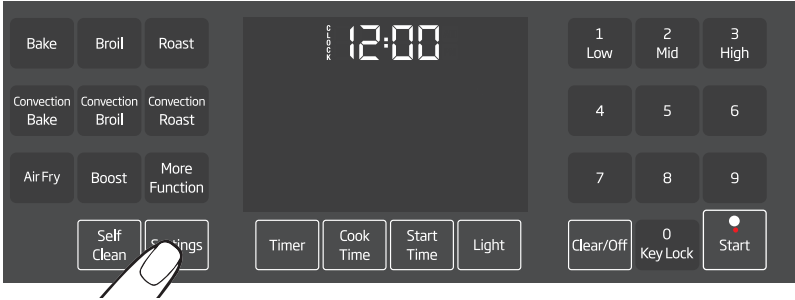 Bake
Broil
Roast
CLOCK
12:00
1
Low
2
Mid
3
High
Convection
Bake
Convection
Broil
Convection
Roast
4
5
6
Air Fry
Boost
More
Function
7
8
9
Self
Clean
Settings
Timer
Cook
Time
Start
Time
Light
Clear/Off
0
Key Lock
Start